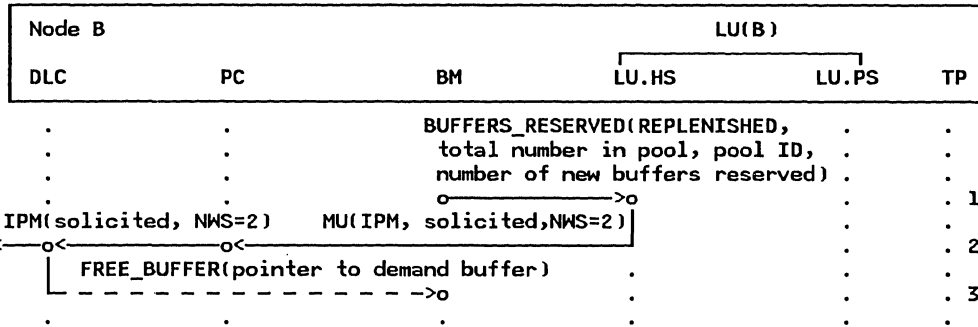 Node B LU(B)
DLC PC BM LU.HS LU.PS TP
BUFFERS_RESERVED(REPLENISHED,
total number in pool, pool ID,
number of new buffers reserved)
1
IPM(solicited, NWS=2) MU(IPM, solicited,NWS=2)
2
FREE_BUFFER(pointer to demand buffer)
3